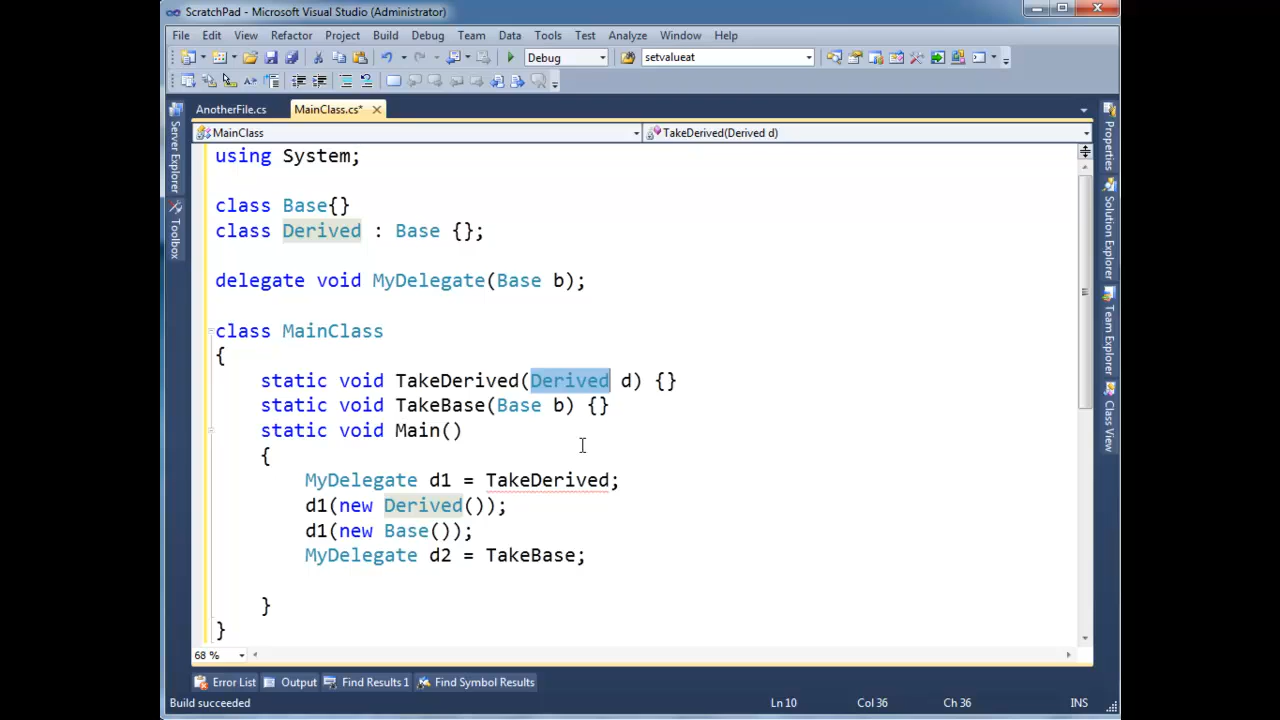 ScratchPad - Microsoft Visual Studio (Administrator)
File Edit View Refactor Project Build Debug Team Data Tools Test Analyze Window Help
Debug setvalueat
AnotherFile.cs MainClass.cs*
MainClass TakeDerived(Derived d)
Server Explorer
Toolbox
using System;
class Base{}
class Derived : Base {};
delegate void MyDelegate(Base b);
class MainClass
{
static void TakeDerived(Derived d) {}
static void TakeBase(Base b) {}
static void Main()
{
MyDelegate d1 = TakeDerived;
d1(new Derived());
d1(new Base());
MyDelegate d2 = TakeBase;
}
}
Properties
Solution Explorer
Team Explorer
Class View
68 %
Error List Output Find Results 1 Find Symbol Results
Build succeeded Ln 10 Col 36 Ch 36 INS